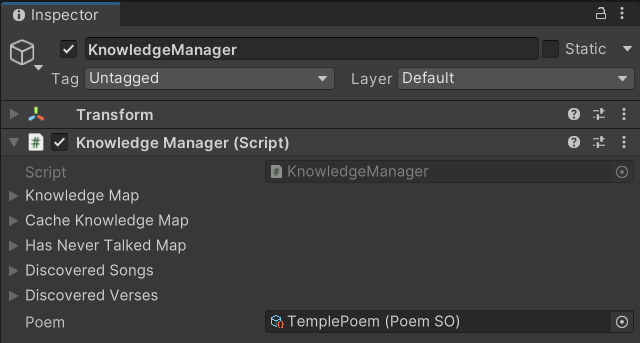 Inspector
KnowledgeManager Static
Tag Untagged Layer Default
Transform
Knowledge Manager (Script)
Script KnowledgeManager
Knowledge Map
Cache Knowledge Map
Has Never Talked Map
Discovered Songs
Discovered Verses
Poem TemplePoem (Poem SO)